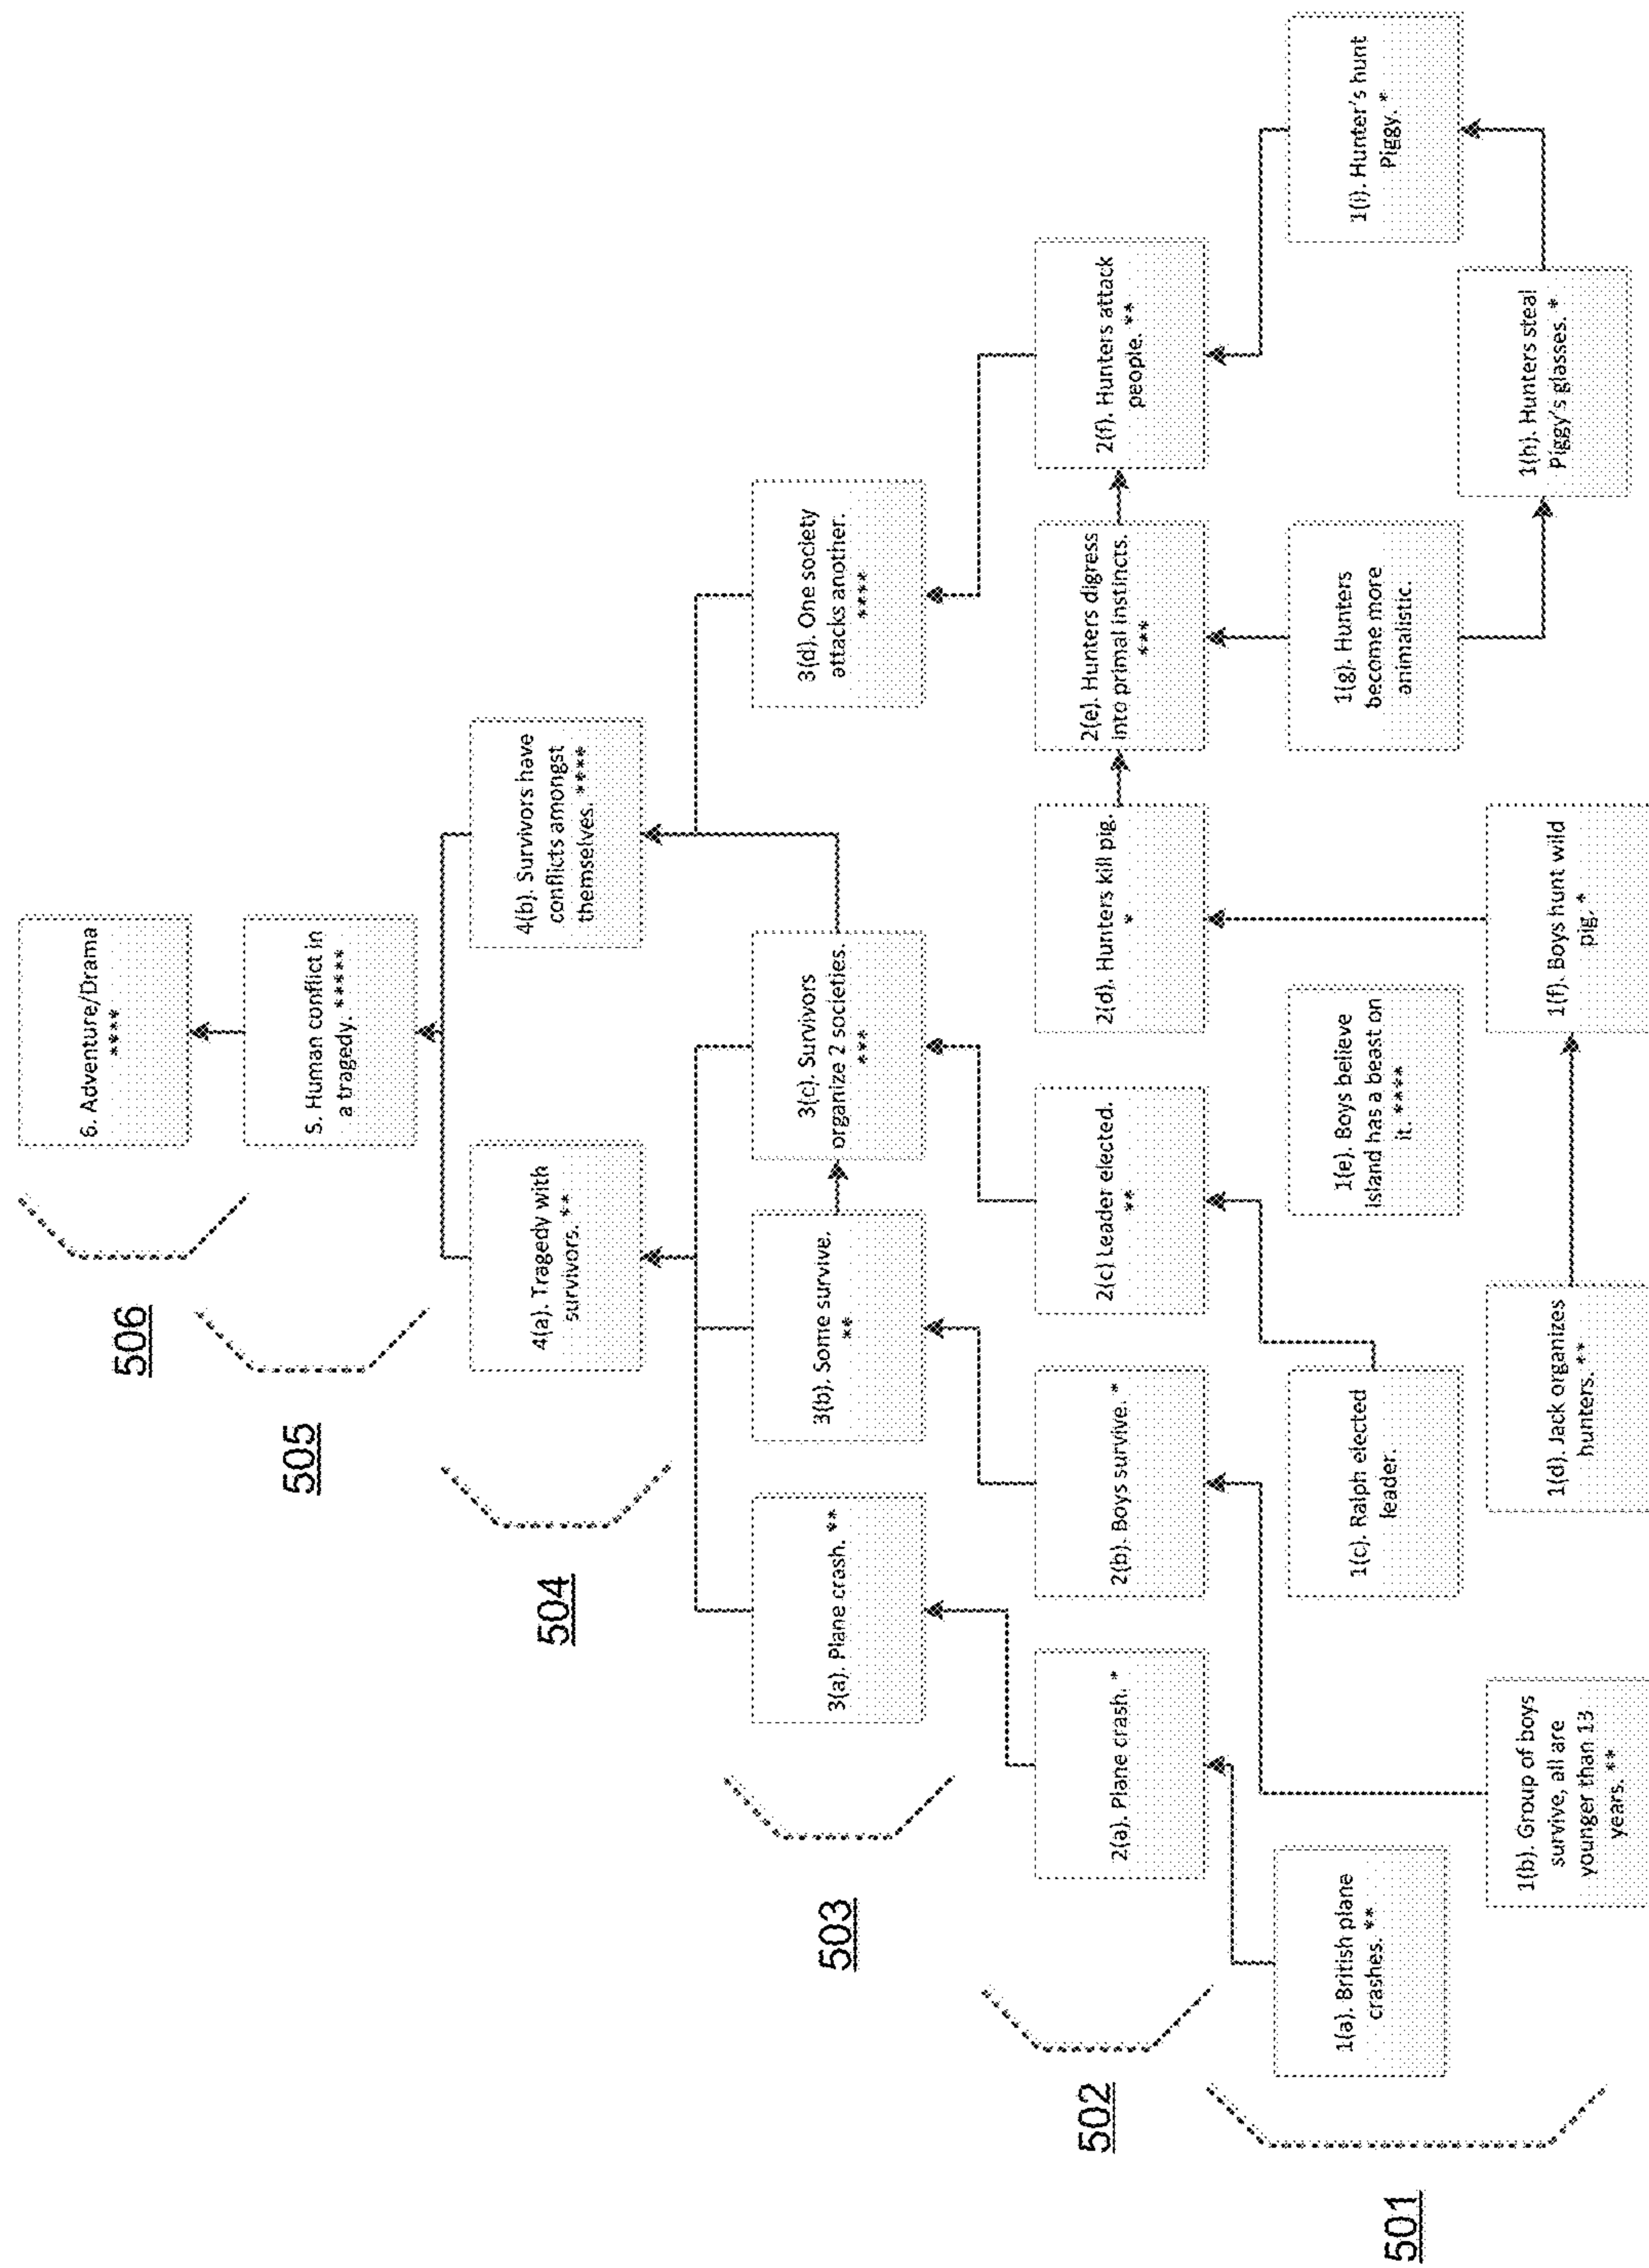 506
6. Adventure/Drama
****
505
5. Human conflict in
a tragedy. *****
504
4(a). Tragedy with
survivors. **
4(b). Survivors have
conflicts amongst
themselves. ****
503
3(a). Plane crash. **
3(b). Some survive.
**
3(c). Survivors
organize 2 societies.
***
3(d). One society
attacks another.
****
502
2(a). Plane crash. *
2(b). Boys survive. *
2(c) Leader elected.
**
2(d). Hunters kill pig.
*
2(e). Hunters digress
into primal instincts.
***
2(f). Hunters attack
people. **
501
1(a). British plane
crashes. **
1(b). Group of boys
survive, all are
younger than 13
years. **
1(c). Ralph elected
leader.
1(d). Jack organizes
hunters. **
1(e). Boys believe
island has a beast on
it. ****
1(f). Boys hunt wild
pig. *
1(g). Hunters
become more
animalistic.
1(h). Hunters steal
Piggy's glasses. *
1(i). Hunter's hunt
Piggy. *